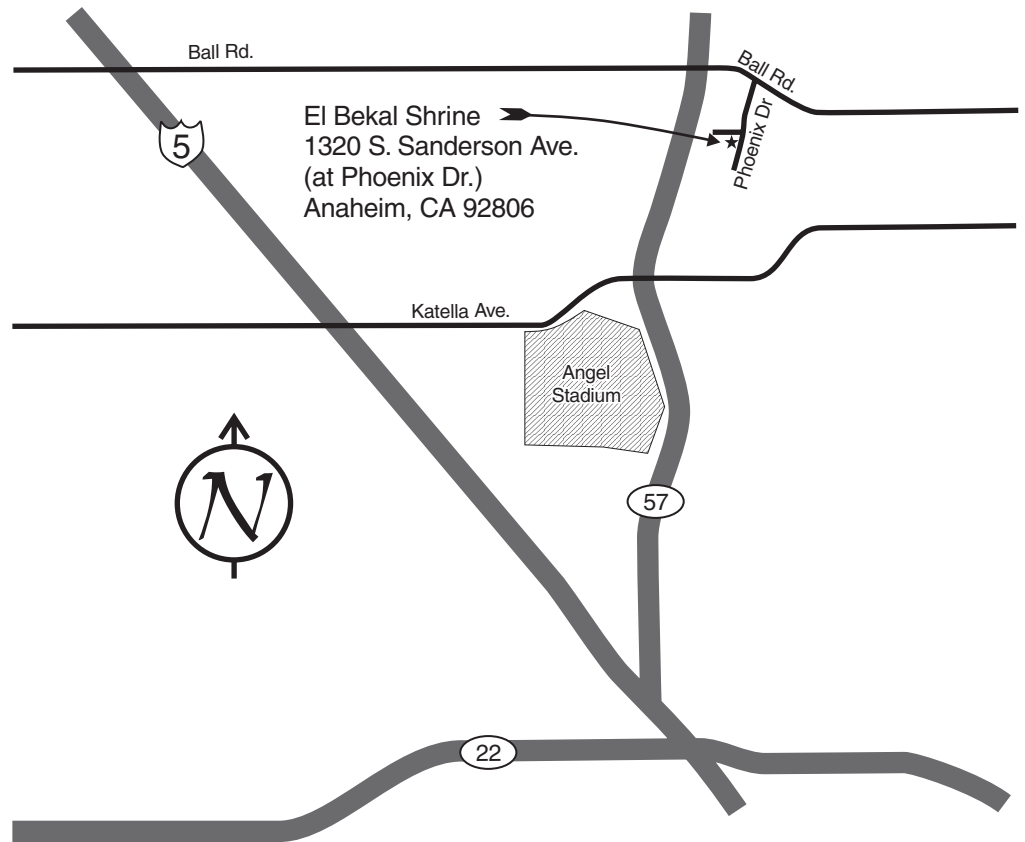 Ball Rd.
Ball Rd.
5
El Bekal Shrine
1320 S. Sanderson Ave.
(at Phoenix Dr.)
Anaheim, CA 92806
Phoenix Dr
Katella Ave.
Angel
Stadium
N
57
22